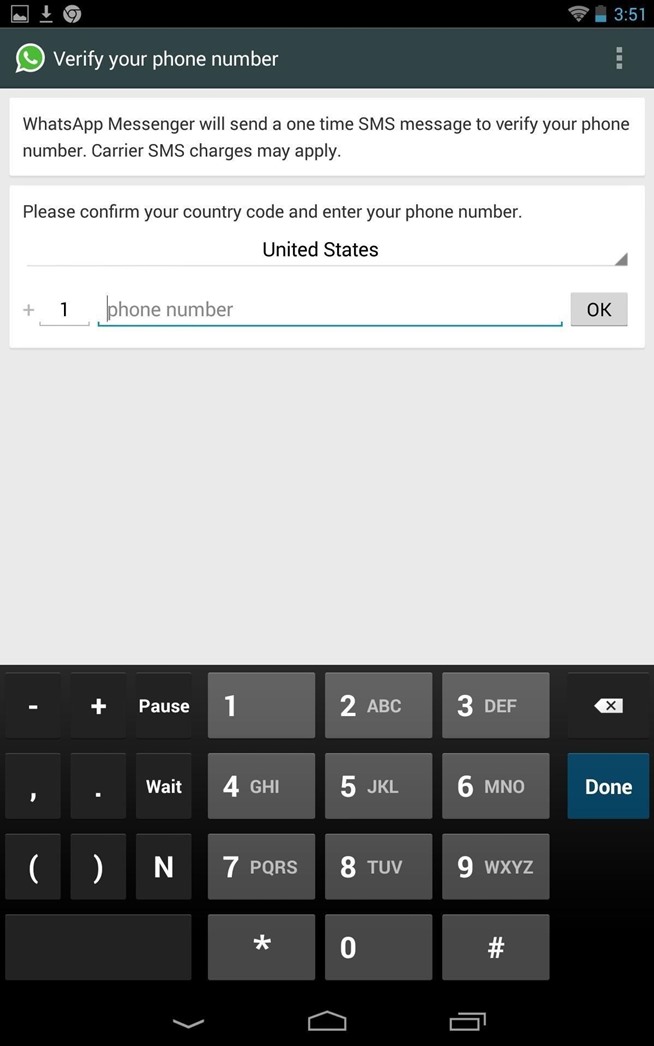 3:51
Verify your phone number
WhatsApp Messenger will send a one time SMS message to verify your phone
number. Carrier SMS charges may apply.
Please confirm your country code and enter your phone number.
United States
+ 1 phone number OK
- + Pause 1 2 ABC 3 DEF
, . Wait 4 GHI 5 JKL 6 MNO Done
( ) N 7 PQRS 8 TUV 9 WXYZ
* 0 #